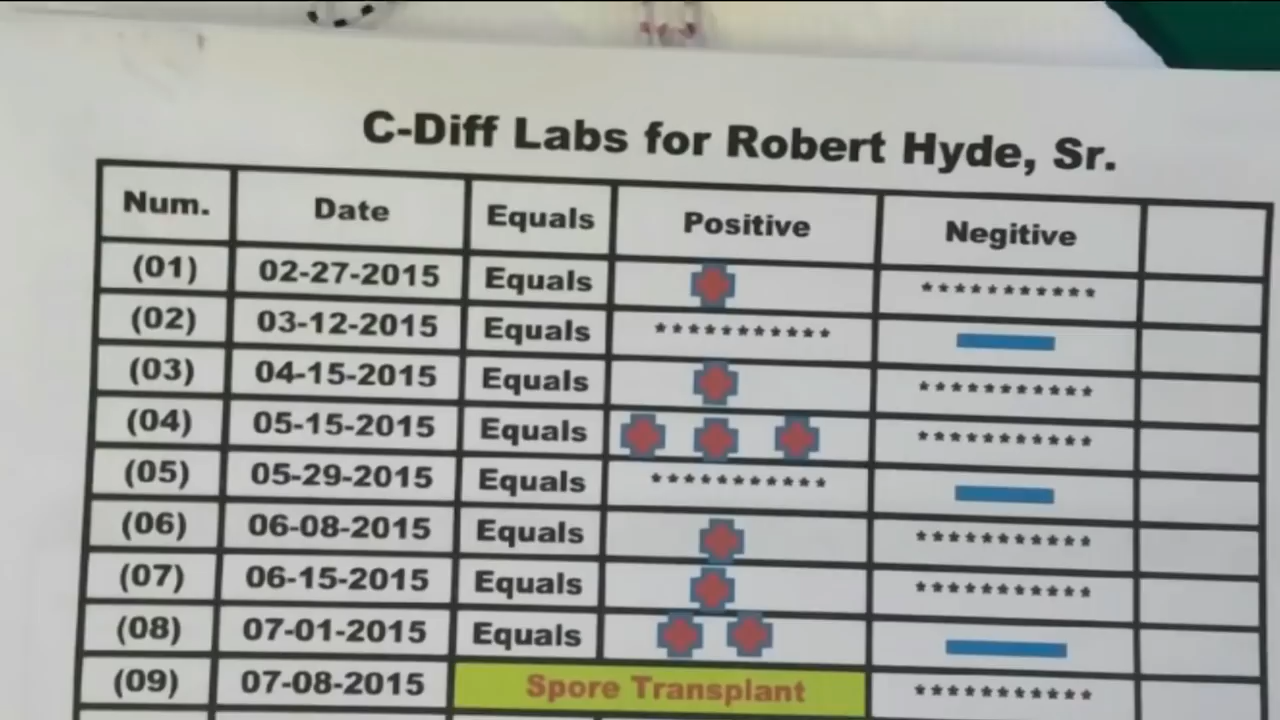 C-Diff Labs for Robert Hyde, Sr.
Num. Date Equals Positive Negitive
(01) 02-27-2015 Equals ***********
(02) 03-12-2015 Equals ***********
(03) 04-15-2015 Equals ***********
(04) 05-15-2015 Equals ***********
(05) 05-29-2015 Equals ***********
(06) 06-08-2015 Equals ***********
(07) 06-15-2015 Equals ***********
(08) 07-01-2015 Equals
(09) 07-08-2015 Spore Transplant ***********